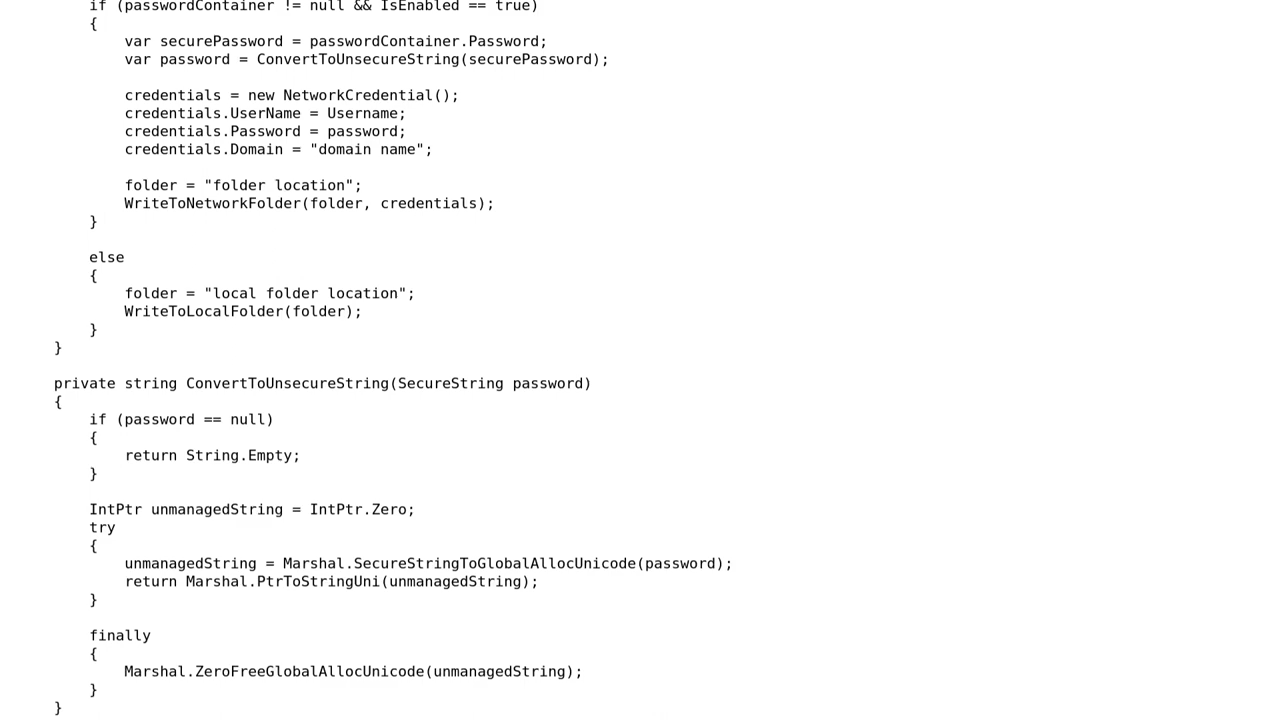 if (passwordContainer != null && IsEnabled == true)
{
var securePassword = passwordContainer.Password;
var password = ConvertToUnsecureString(securePassword);
credentials = new NetworkCredential();
credentials.UserName = Username;
credentials.Password = password;
credentials.Domain = "domain name";
folder = "folder location";
WriteToNetworkFolder(folder, credentials);
}
else
{
folder = "local folder location";
WriteToLocalFolder(folder);
}
}
private string ConvertToUnsecureString(SecureString password)
{
if (password == null)
{
return String.Empty;
}
IntPtr unmanagedString = IntPtr.Zero;
try
{
unmanagedString = Marshal.SecureStringToGlobalAllocUnicode(password);
return Marshal.PtrToStringUni(unmanagedString);
}
finally
{
Marshal.ZeroFreeGlobalAllocUnicode(unmanagedString);
}
}